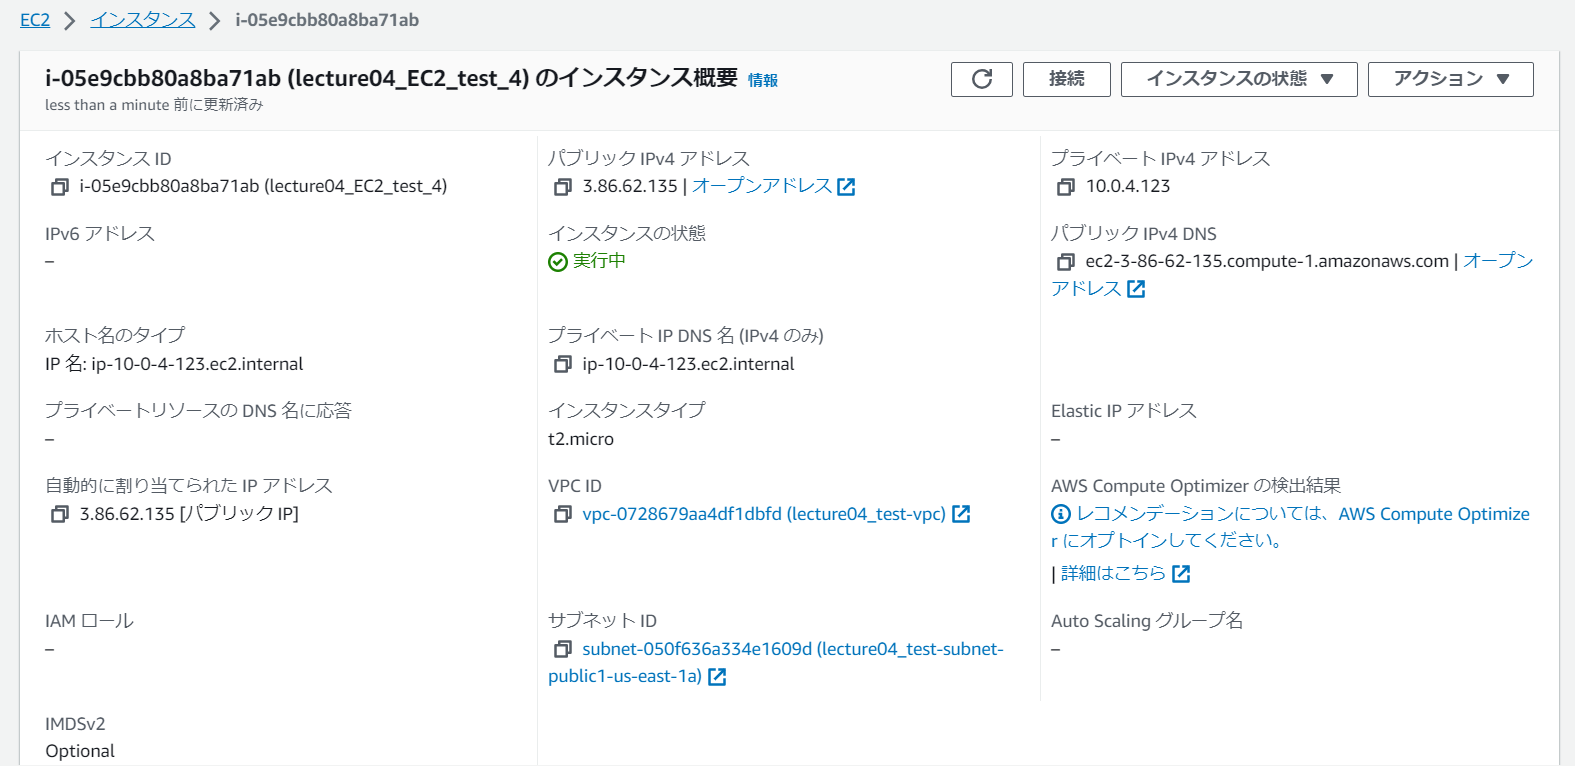 EC2 > インスタンス > i-05e9cbb80a8ba71ab
i-05e9cbb80a8ba71ab (lecture04_EC2_test_4) のインスタンス概要 情報
less than a minute 前に更新済み
接続
インスタンスの状態 ▼
アクション ▼
インスタンス ID
i-05e9cbb80a8ba71ab (lecture04_EC2_test_4)
パブリック IPv4 アドレス
3.86.62.135 | オープンアドレス
プライベート IPv4 アドレス
10.0.4.123
IPv6 アドレス
–
インスタンスの状態
実行中
パブリック IPv4 DNS
ec2-3-86-62-135.compute-1.amazonaws.com | オープン
アドレス
ホスト名のタイプ
IP 名: ip-10-0-4-123.ec2.internal
プライベート IP DNS 名 (IPv4 のみ)
ip-10-0-4-123.ec2.internal
プライベートリソースの DNS 名に応答
–
インスタンスタイプ
t2.micro
Elastic IP アドレス
–
自動的に割り当てられた IP アドレス
3.86.62.135 [パブリック IP]
VPC ID
vpc-0728679aa4df1dbfd (lecture04_test-vpc)
AWS Compute Optimizer の検出結果
レコメンデーションについては、AWS Compute Optimize
r にオプトインしてください。
| 詳細はこちら
IAM ロール
–
サブネット ID
subnet-050f636a334e1609d (lecture04_test-subnet-
public1-us-east-1a)
Auto Scaling グループ名
–
IMDSv2
Optional